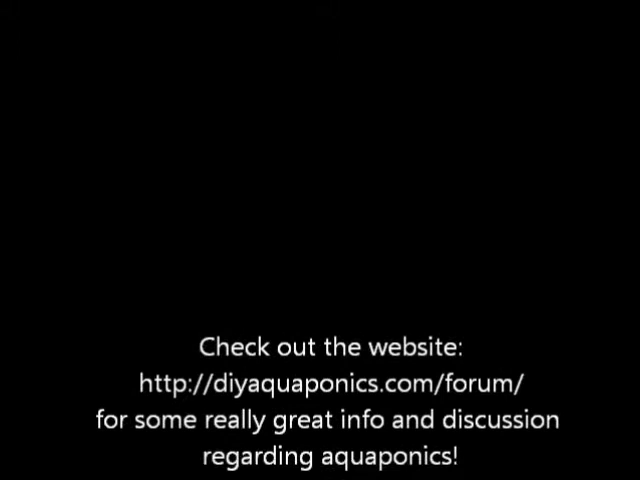 Check out the website:
http://diyaquaponics.com/forum/
for some really great info and discussion
regarding aquaponics!